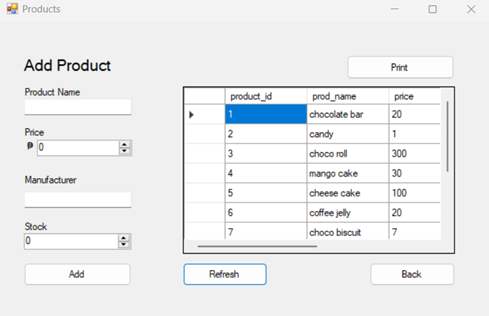 Products
Add Product
Print
Product Name
Price
₱ 0
Manufacturer
Stock
0
Add
product_id prod_name price
1 chocolate bar 20
2 candy 1
3 choco roll 300
4 mango cake 30
5 cheese cake 100
6 coffee jelly 20
7 choco biscuit 7
Refresh
Back